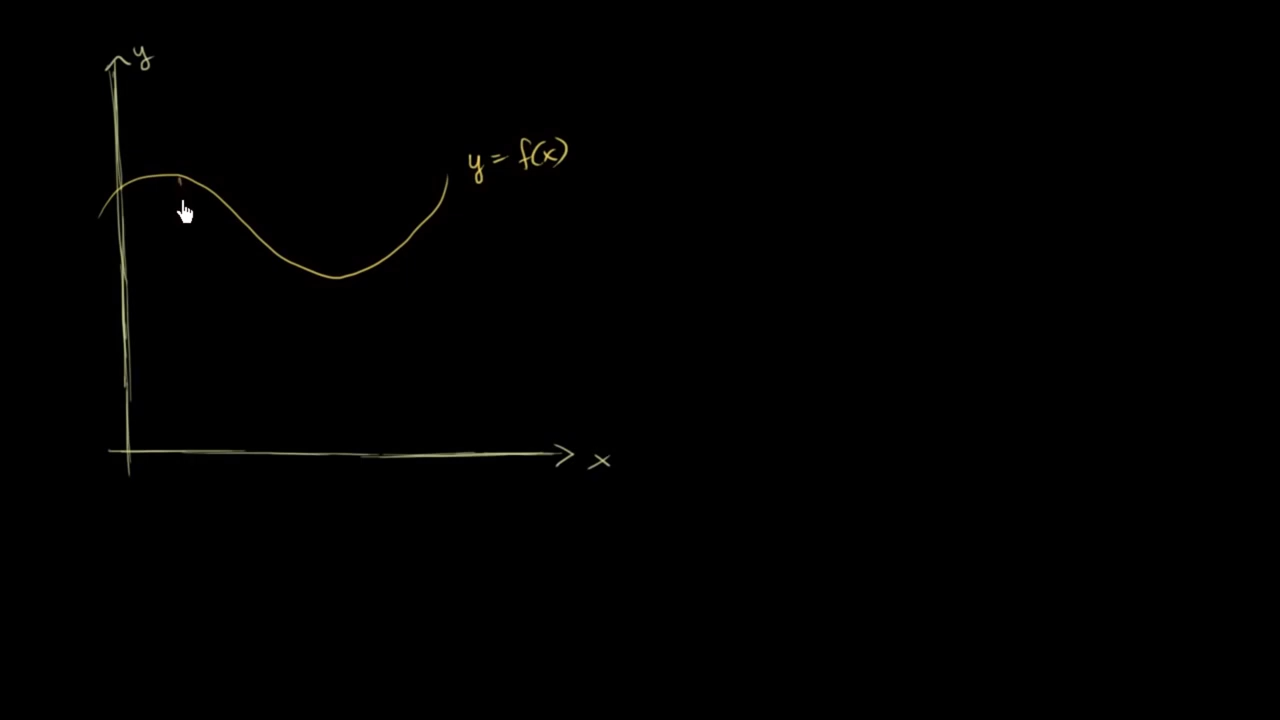 y
y = f(x)
x